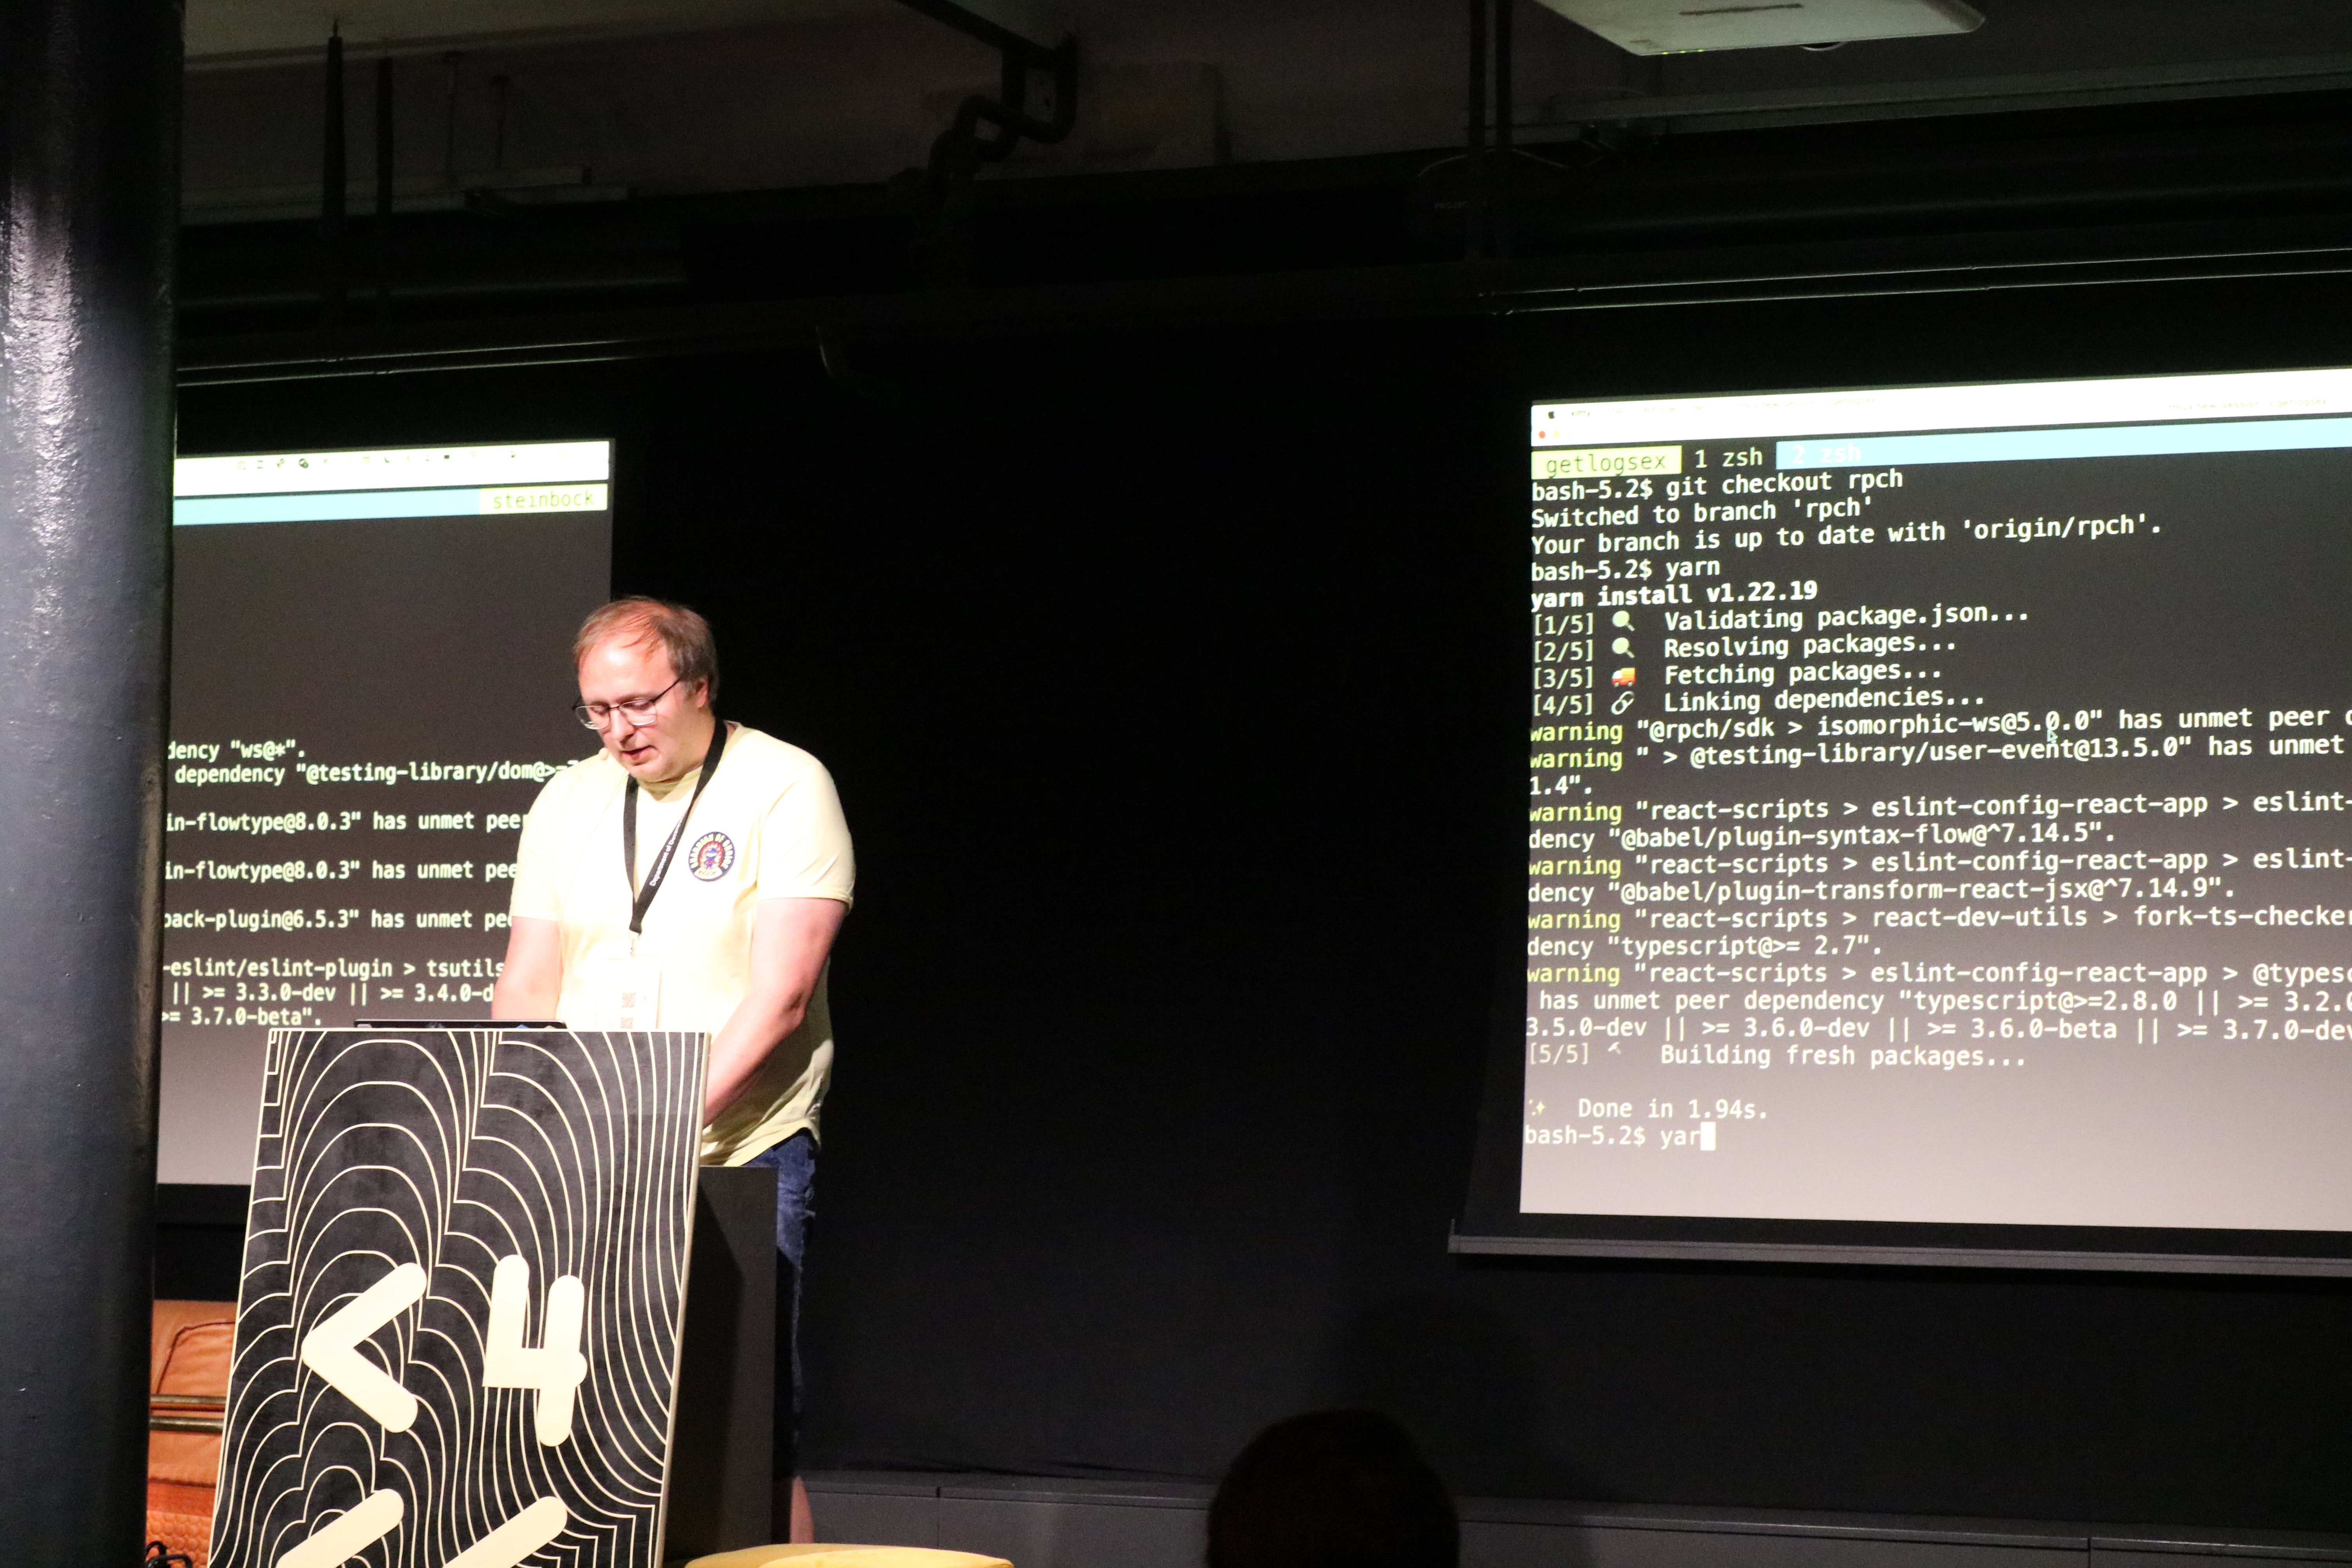 steinbock
dency "ws@*".
dependency "@testing-library/dom@>=7
in-flowtype@8.0.3" has unmet peer
in-flowtype@8.0.3" has unmet pee
pack-plugin@6.5.3" has unmet pee
-eslint/eslint-plugin > tsutils
|| >= 3.3.0-dev || >= 3.4.0-d
>= 3.7.0-beta".
getlogsex 1 zsh 2 zsh
bash-5.2$ git checkout rpch
Switched to branch 'rpch'
Your branch is up to date with 'origin/rpch'.
bash-5.2$ yarn
yarn install v1.22.19
[1/5] 🔍 Validating package.json...
[2/5] 🔍 Resolving packages...
[3/5] 🚚 Fetching packages...
[4/5] 🔗 Linking dependencies...
warning "@rpch/sdk > isomorphic-ws@5.0.0" has unmet peer
warning " > @testing-library/user-event@13.5.0" has unmet
1.4".
warning "react-scripts > eslint-config-react-app > eslint-
dency "@babel/plugin-syntax-flow@^7.14.5".
warning "react-scripts > eslint-config-react-app > eslint-
dency "@babel/plugin-transform-react-jsx@^7.14.9".
warning "react-scripts > react-dev-utils > fork-ts-checker
dency "typescript@>= 2.7".
warning "react-scripts > eslint-config-react-app > @typesc
has unmet peer dependency "typescript@>=2.8.0 || >= 3.2.0
3.5.0-dev || >= 3.6.0-dev || >= 3.6.0-beta || >= 3.7.0-dev
[5/5] 🔨 Building fresh packages...
✨ Done in 1.94s.
bash-5.2$ yar